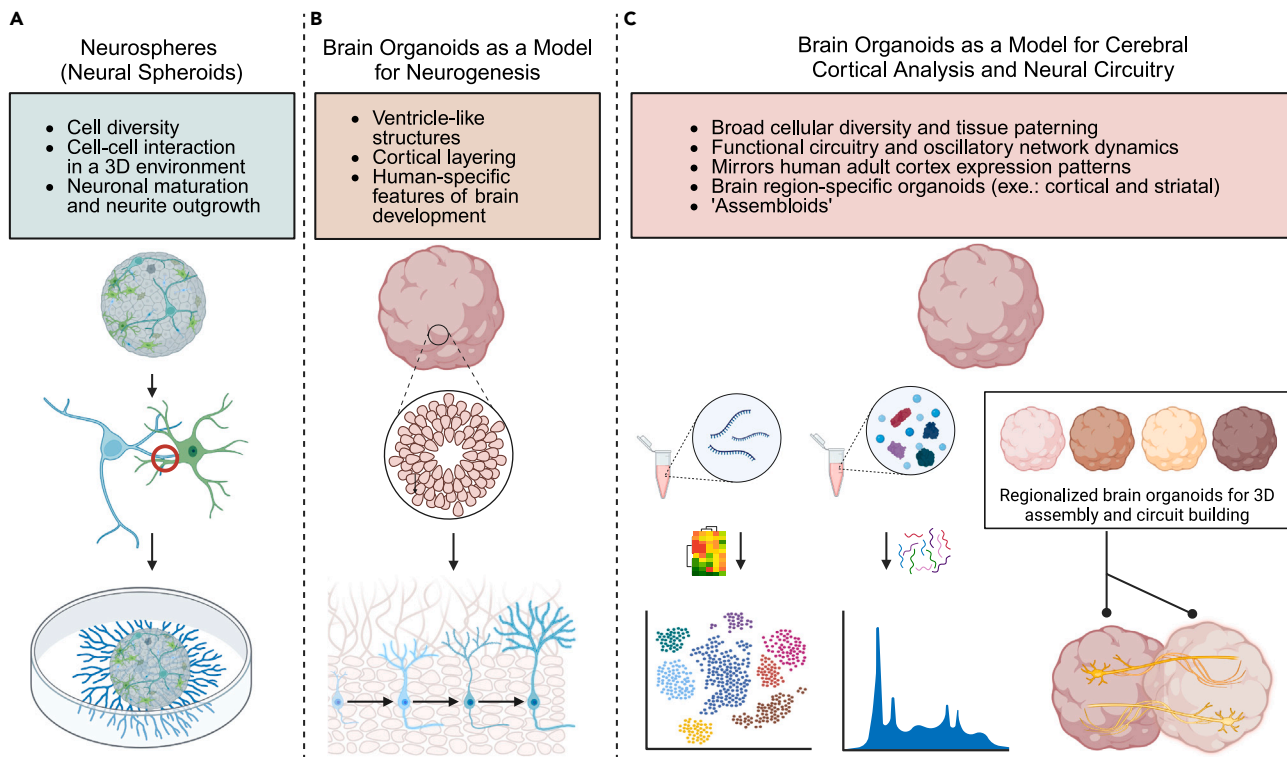 A
Neurospheres
(Neural Spheroids)
• Cell diversity
• Cell-cell interaction
in a 3D environment
• Neuronal maturation
and neurite outgrowth
B
Brain Organoids as a Model
for Neurogenesis
• Ventricle-like
structures
• Cortical layering
• Human-specific
features of brain
development
C
Brain Organoids as a Model for Cerebral
Cortical Analysis and Neural Circuitry
• Broad cellular diversity and tissue paterning
• Functional circuitry and oscillatory network dynamics
• Mirrors human adult cortex expression patterns
• Brain region-specific organoids (exe.: cortical and striatal)
• 'Assembloids'
Regionalized brain organoids for 3D
assembly and circuit building